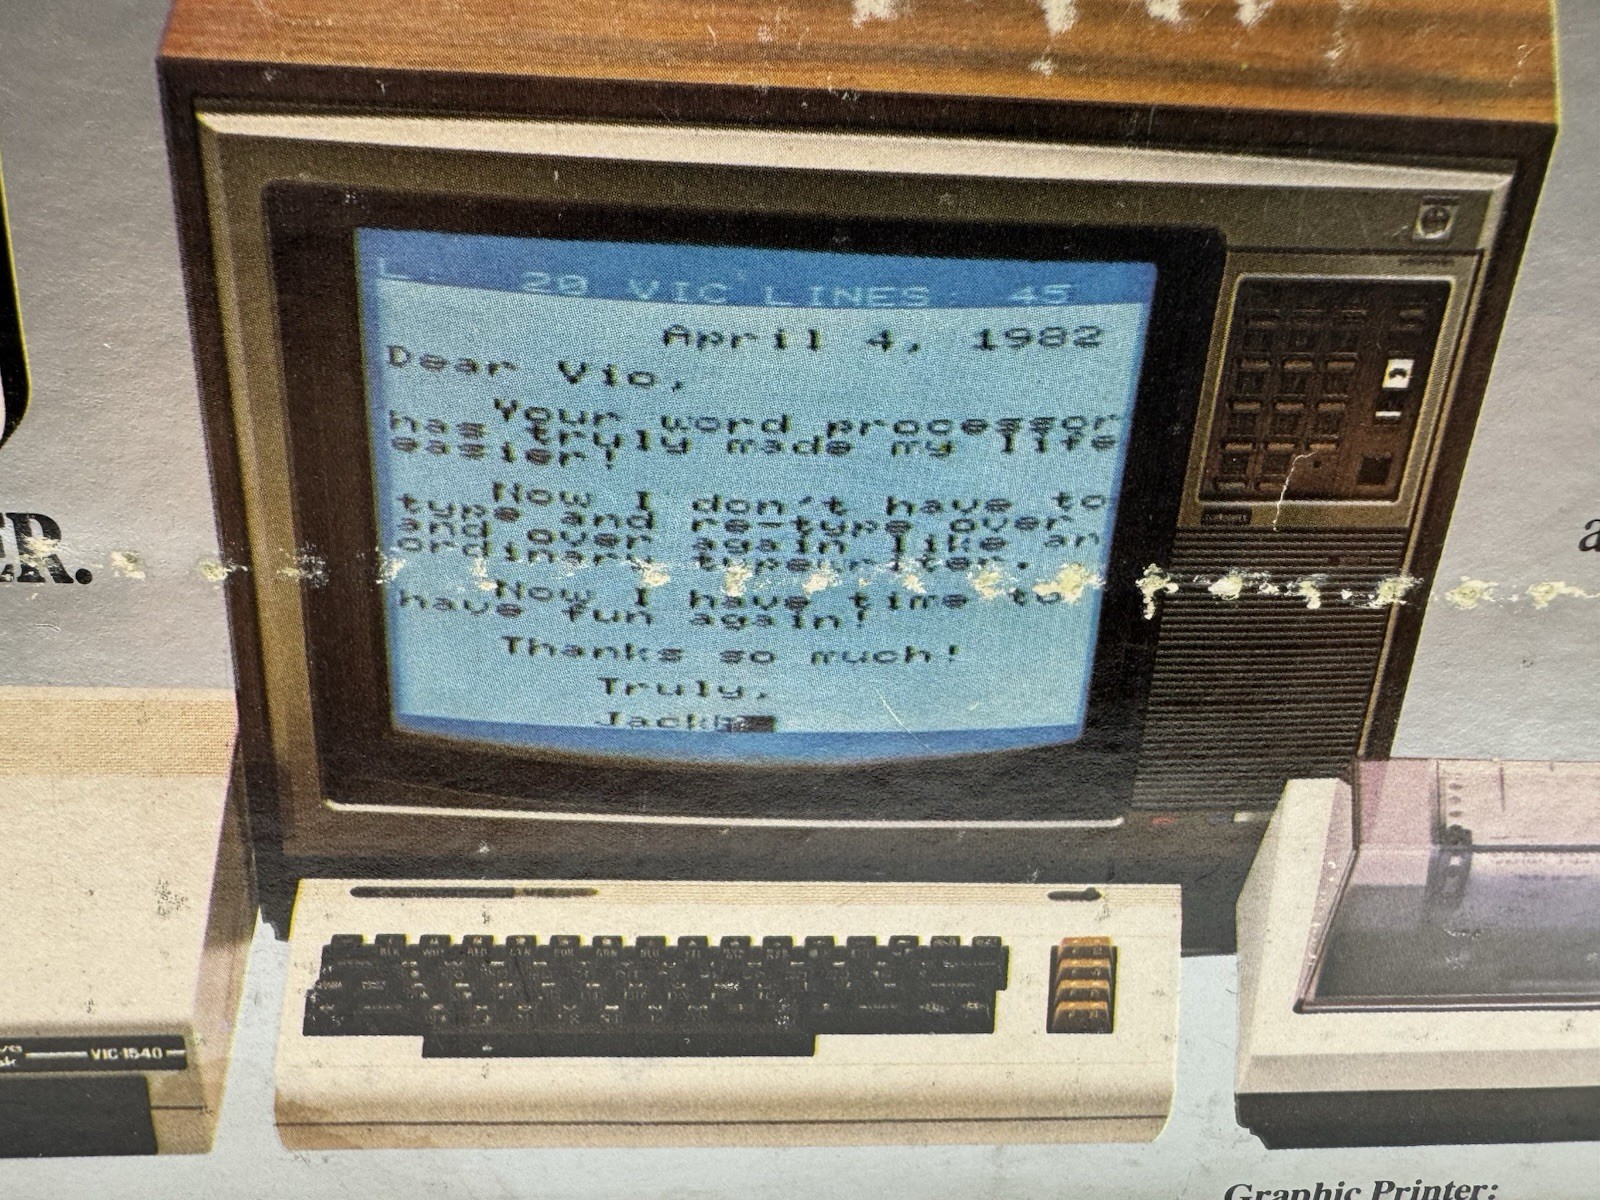 L: 20 VIC LINES: 45
April 4, 1982
Dear Vic,
Your word processor
has tryly made my life
easier!
Now I don't have to
type and re-type over
and over again like an
ordinary typewriter.
Now I have time to
have fun again!
Thanks so much!
Truly,
ER.
a
VIC-1540
Graphic Printer: